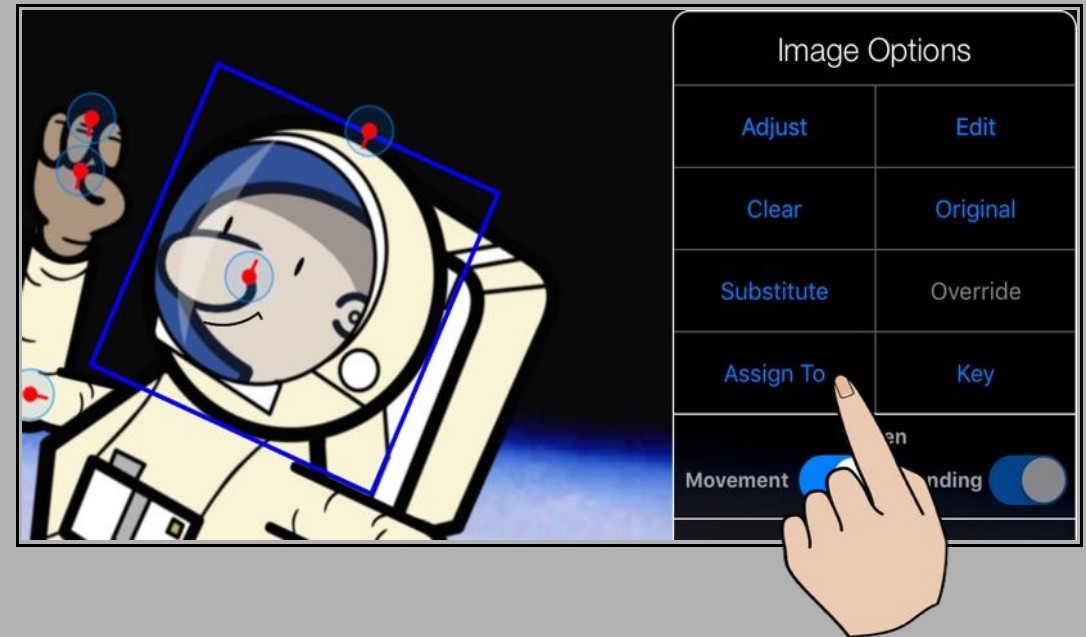 Image Options
Adjust Edit
Clear Original
Substitute Override
Assign To Key
Movement